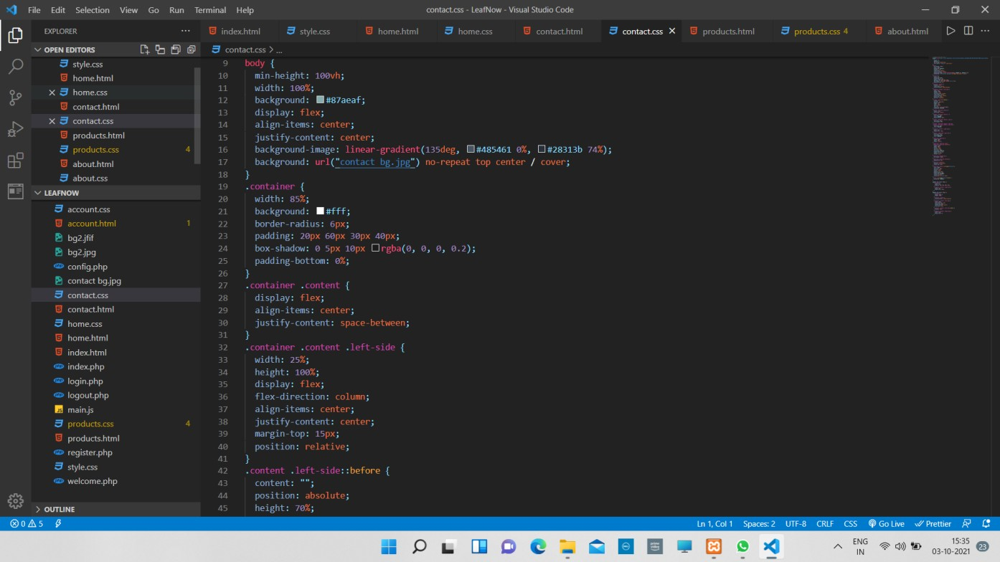 File Edit Selection View Go Run Terminal Help
contact.css - LeafNow - Visual Studio Code
EXPLORER
index.html style.css home.html home.css contact.html contact.css products.html products.css 4 about.html
OPEN EDITORS
style.css
home.html
home.css
contact.html
contact.css
products.html
products.css 4
about.html
about.css
LEAFNOW
account.css
account.html 1
bg2.jfif
bg2.jpg
config.php
contact bg.jpg
contact.css
contact.html
home.css
home.html
index.html
index.php
login.php
logout.php
main.js
products.css 4
products.html
register.php
style.css
welcome.php
OUTLINE
contact.css > ...
9 body {
10 min-height: 100vh;
11 width: 100%;
12 background: #87aeaf;
13 display: flex;
14 align-items: center;
15 justify-content: center;
16 background-image: linear-gradient(135deg, #485461 0%, #28313b 74%);
17 background: url("contact bg.jpg") no-repeat top center / cover;
18 }
19 .container {
20 width: 85%;
21 background: #fff;
22 border-radius: 6px;
23 padding: 20px 60px 30px 40px;
24 box-shadow: 0 5px 10px rgba(0, 0, 0, 0.2);
25 padding-bottom: 0%;
26 }
27 .container .content {
28 display: flex;
29 align-items: center;
30 justify-content: space-between;
31 }
32 .container .content .left-side {
33 width: 25%;
34 height: 100%;
35 display: flex;
36 flex-direction: column;
37 align-items: center;
38 justify-content: center;
39 margin-top: 15px;
40 position: relative;
41 }
42 .content .left-side::before {
43 content: "";
44 position: absolute;
45 height: 70%;
0 5
Ln 1, Col 1 Spaces: 2 UTF-8 CRLF CSS Go Live Prettier
ENG
IN
15:35
03-10-2021
23